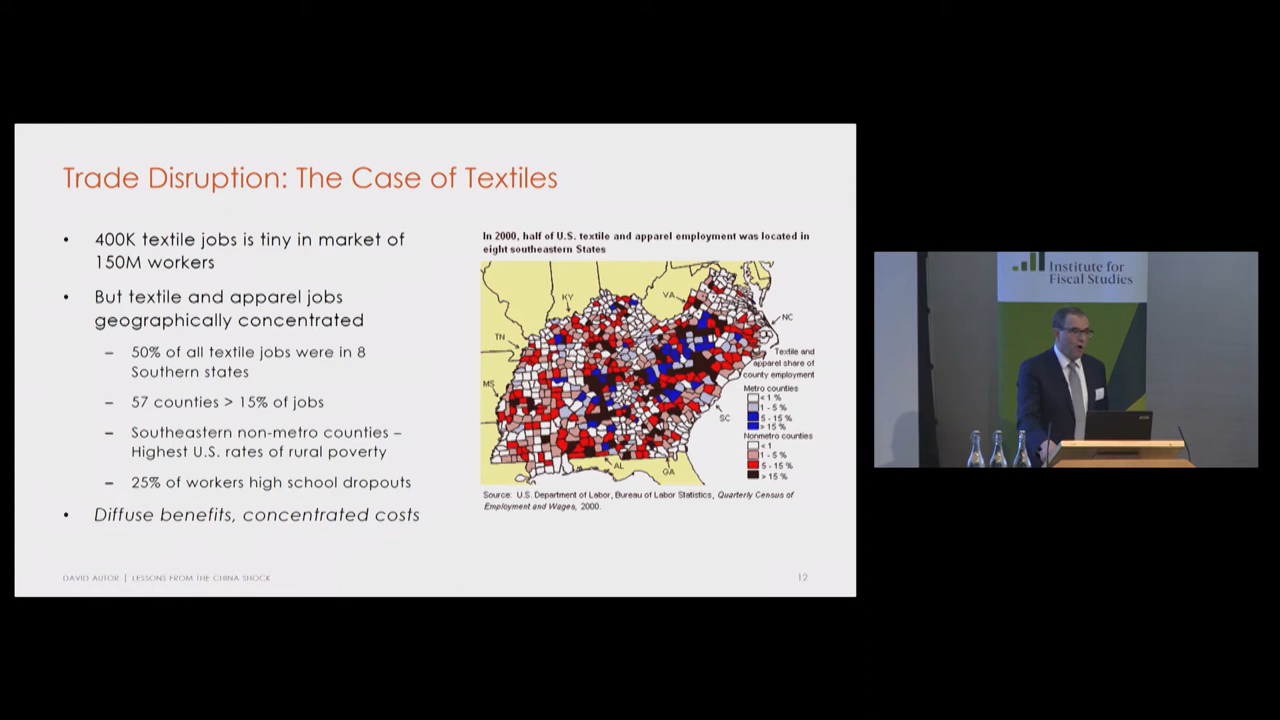 Trade Disruption: The Case of Textiles
• 400K textile jobs is tiny in market of
150M workers
• But textile and apparel jobs
geographically concentrated
– 50% of all textile jobs were in 8
Southern states
– 57 counties > 15% of jobs
– Southeastern non-metro counties –
Highest U.S. rates of rural poverty
– 25% of workers high school dropouts
• Diffuse benefits, concentrated costs
In 2000, half of U.S. textile and apparel employment was located in
eight southeastern States
KY
VA
NC
TN
MS
SC
AL
GA
Textile and
apparel share of
county employment
Metro counties
<1 %
1 - 5 %
5 - 15 %
> 15 %
Nonmetro counties
< 1
1 - 5 %
5 - 15 %
> 15 %
Source: U.S. Department of Labor, Bureau of Labor Statistics, Quarterly Census of
Employment and Wages, 2000.
DAVID AUTOR | LESSONS FROM THE CHINA SHOCK
12
Institute for
Fiscal Studies